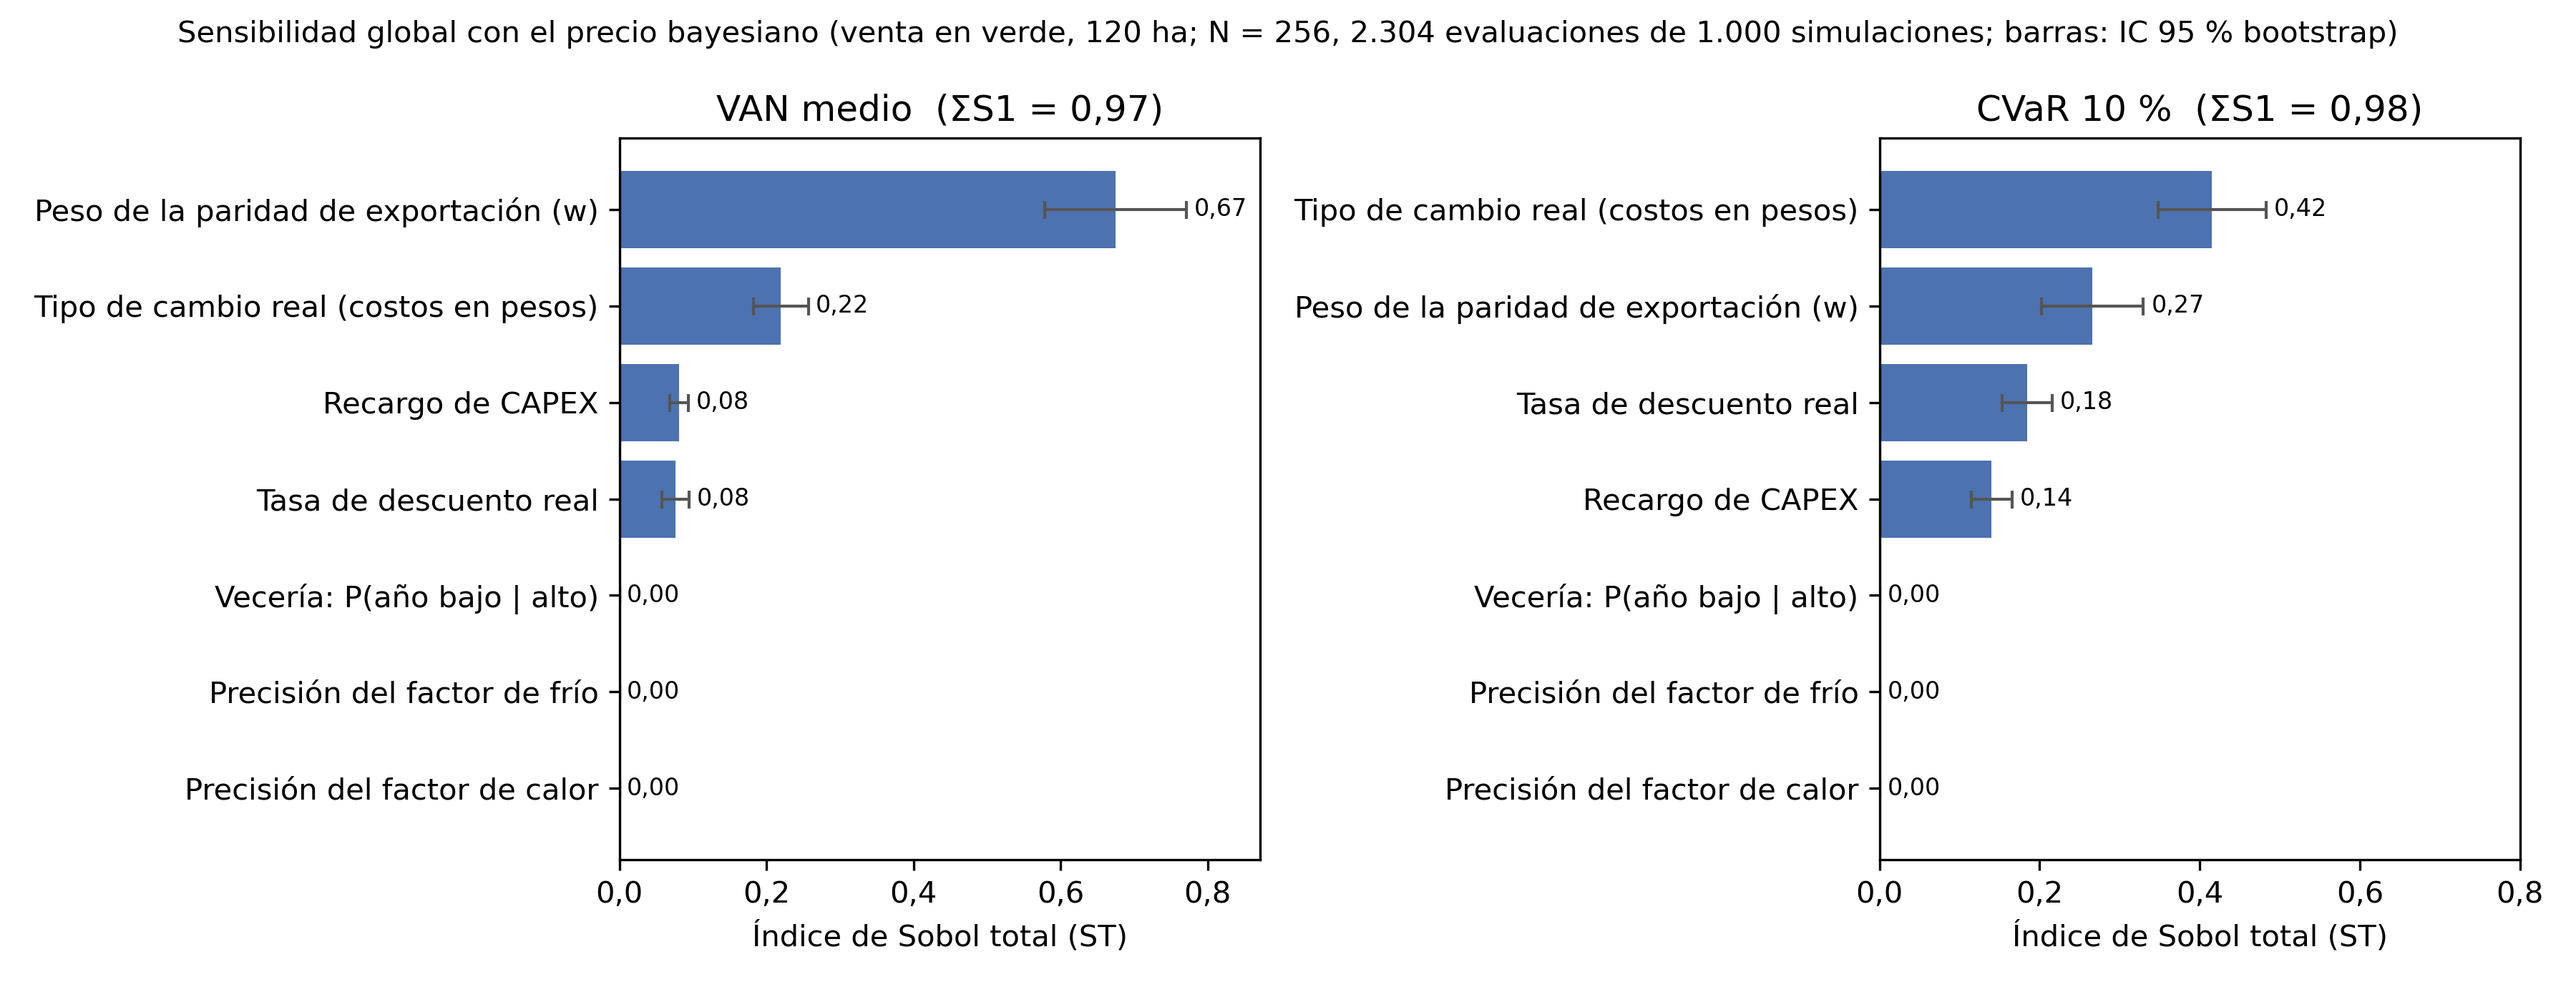 Sensibilidad global con el precio bayesiano (venta en verde, 120 ha; N = 256, 2.304 evaluaciones de 1.000 simulaciones; barras: IC 95 % bootstrap)
VAN medio (ΣS1 = 0,97)
Peso de la paridad de exportación (w)
0,67
Tipo de cambio real (costos en pesos)
0,22
Recargo de CAPEX
0,08
Tasa de descuento real
0,08
Vecería: P(año bajo | alto)
0,00
Precisión del factor de frío
0,00
Precisión del factor de calor
0,00
0,0 0,2 0,4 0,6 0,8
Índice de Sobol total (ST)
CVaR 10 % (ΣS1 = 0,98)
Tipo de cambio real (costos en pesos)
0,42
Peso de la paridad de exportación (w)
0,27
Tasa de descuento real
0,18
Recargo de CAPEX
0,14
Vecería: P(año bajo | alto)
0,00
Precisión del factor de frío
0,00
Precisión del factor de calor
0,00
0,0 0,2 0,4 0,6 0,8
Índice de Sobol total (ST)